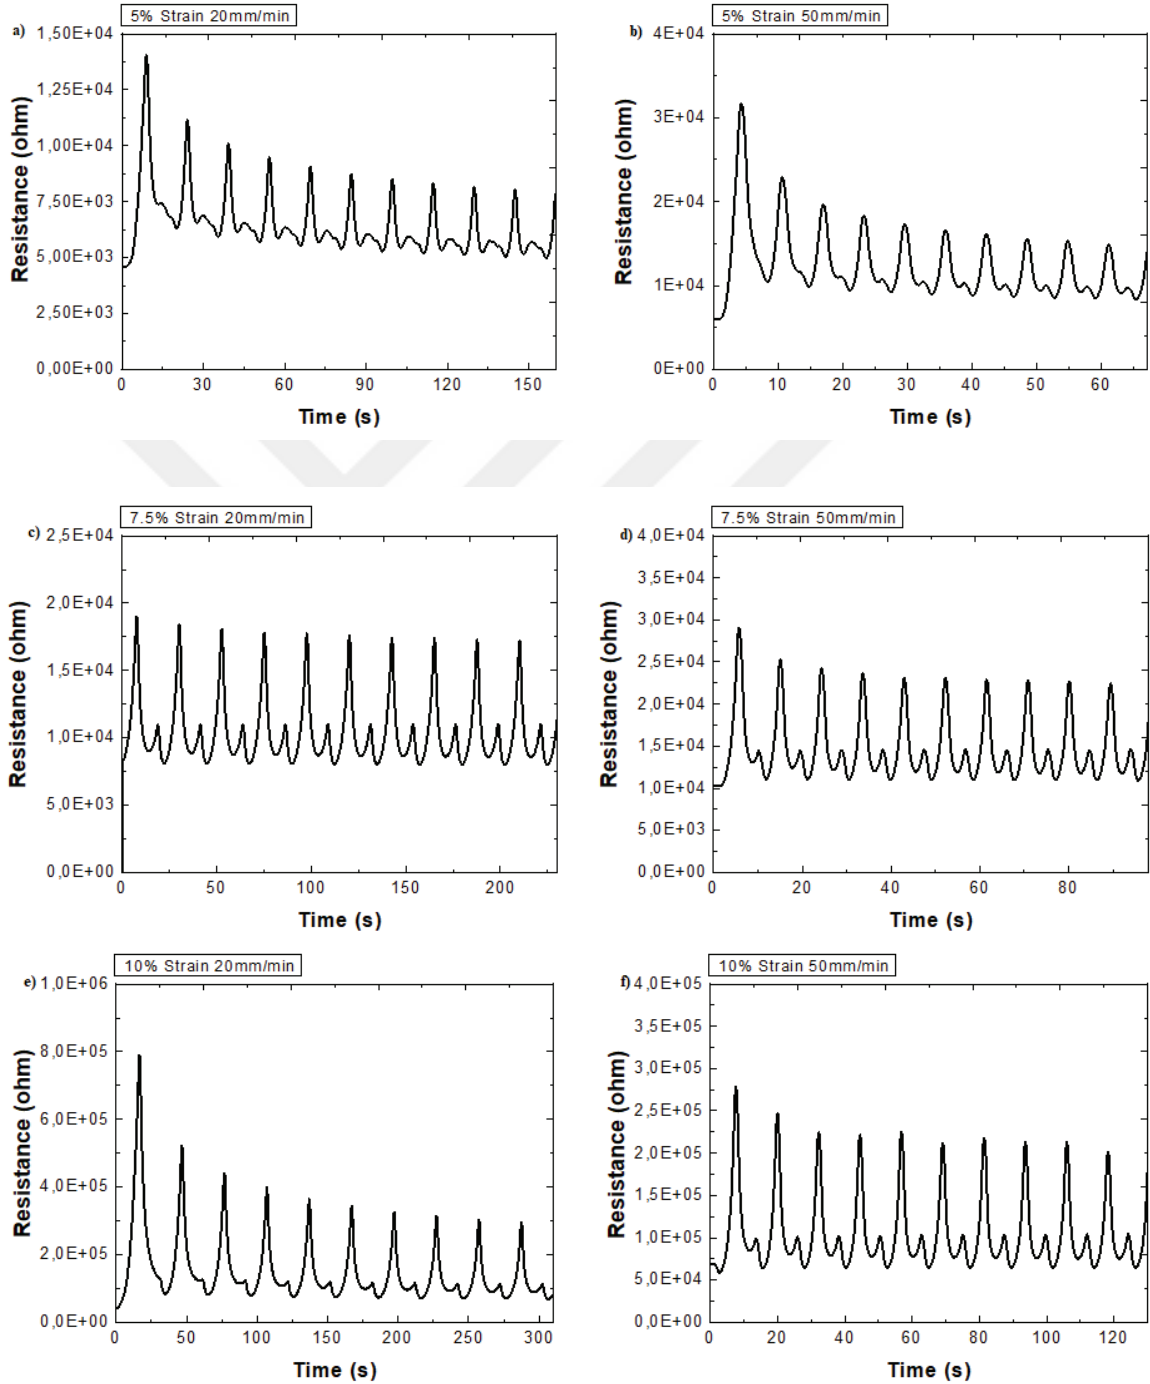 a)
5% Strain 20mm/min
1,50E+04
1,25E+04
1,00E+04
7,50E+03
5,00E+03
2,50E+03
0,00E+00
Resistance (ohm)
0 30 60 90 120 150
Time (s)
b)
5% Strain 50mm/min
4E+04
3E+04
2E+04
1E+04
0E+00
Resistance (ohm)
0 10 20 30 40 50 60
Time (s)
c)
7.5% Strain 20mm/min
2,5E+04
2,0E+04
1,5E+04
1,0E+04
5,0E+03
0,0E+00
Resistance (ohm)
0 50 100 150 200
Time (s)
d)
7.5% Strain 50mm/min
4,0E+04
3,5E+04
3,0E+04
2,5E+04
2,0E+04
1,5E+04
1,0E+04
5,0E+03
0,0E+00
Resistance (ohm)
0 20 40 60 80
Time (s)
e)
10% Strain 20mm/min
1,0E+06
8,0E+05
6,0E+05
4,0E+05
2,0E+05
0,0E+00
Resistance (ohm)
0 50 100 150 200 250 300
Time (s)
f)
10% Strain 50mm/min
4,0E+05
3,5E+05
3,0E+05
2,5E+05
2,0E+05
1,5E+05
1,0E+05
5,0E+04
0,0E+00
Resistance (ohm)
0 20 40 60 80 100 120
Time (s)